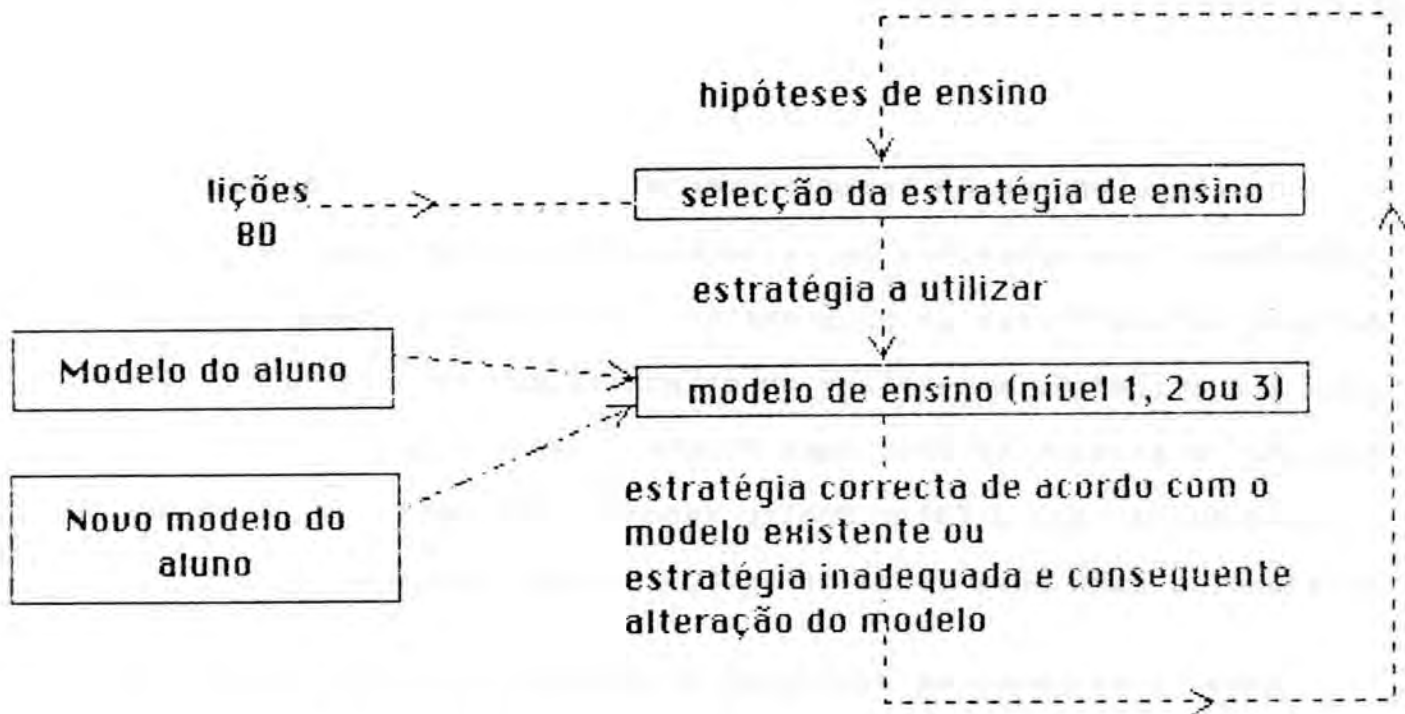 hipóteses de ensino
lições
BD
selecção da estratégia de ensino
estratégia a utilizar
Modelo do aluno
modelo de ensino (nível 1, 2 ou 3)
Novo modelo do
aluno
estratégia correcta de acordo com o
modelo existente ou
estratégia inadequada e consequente
alteração do modelo